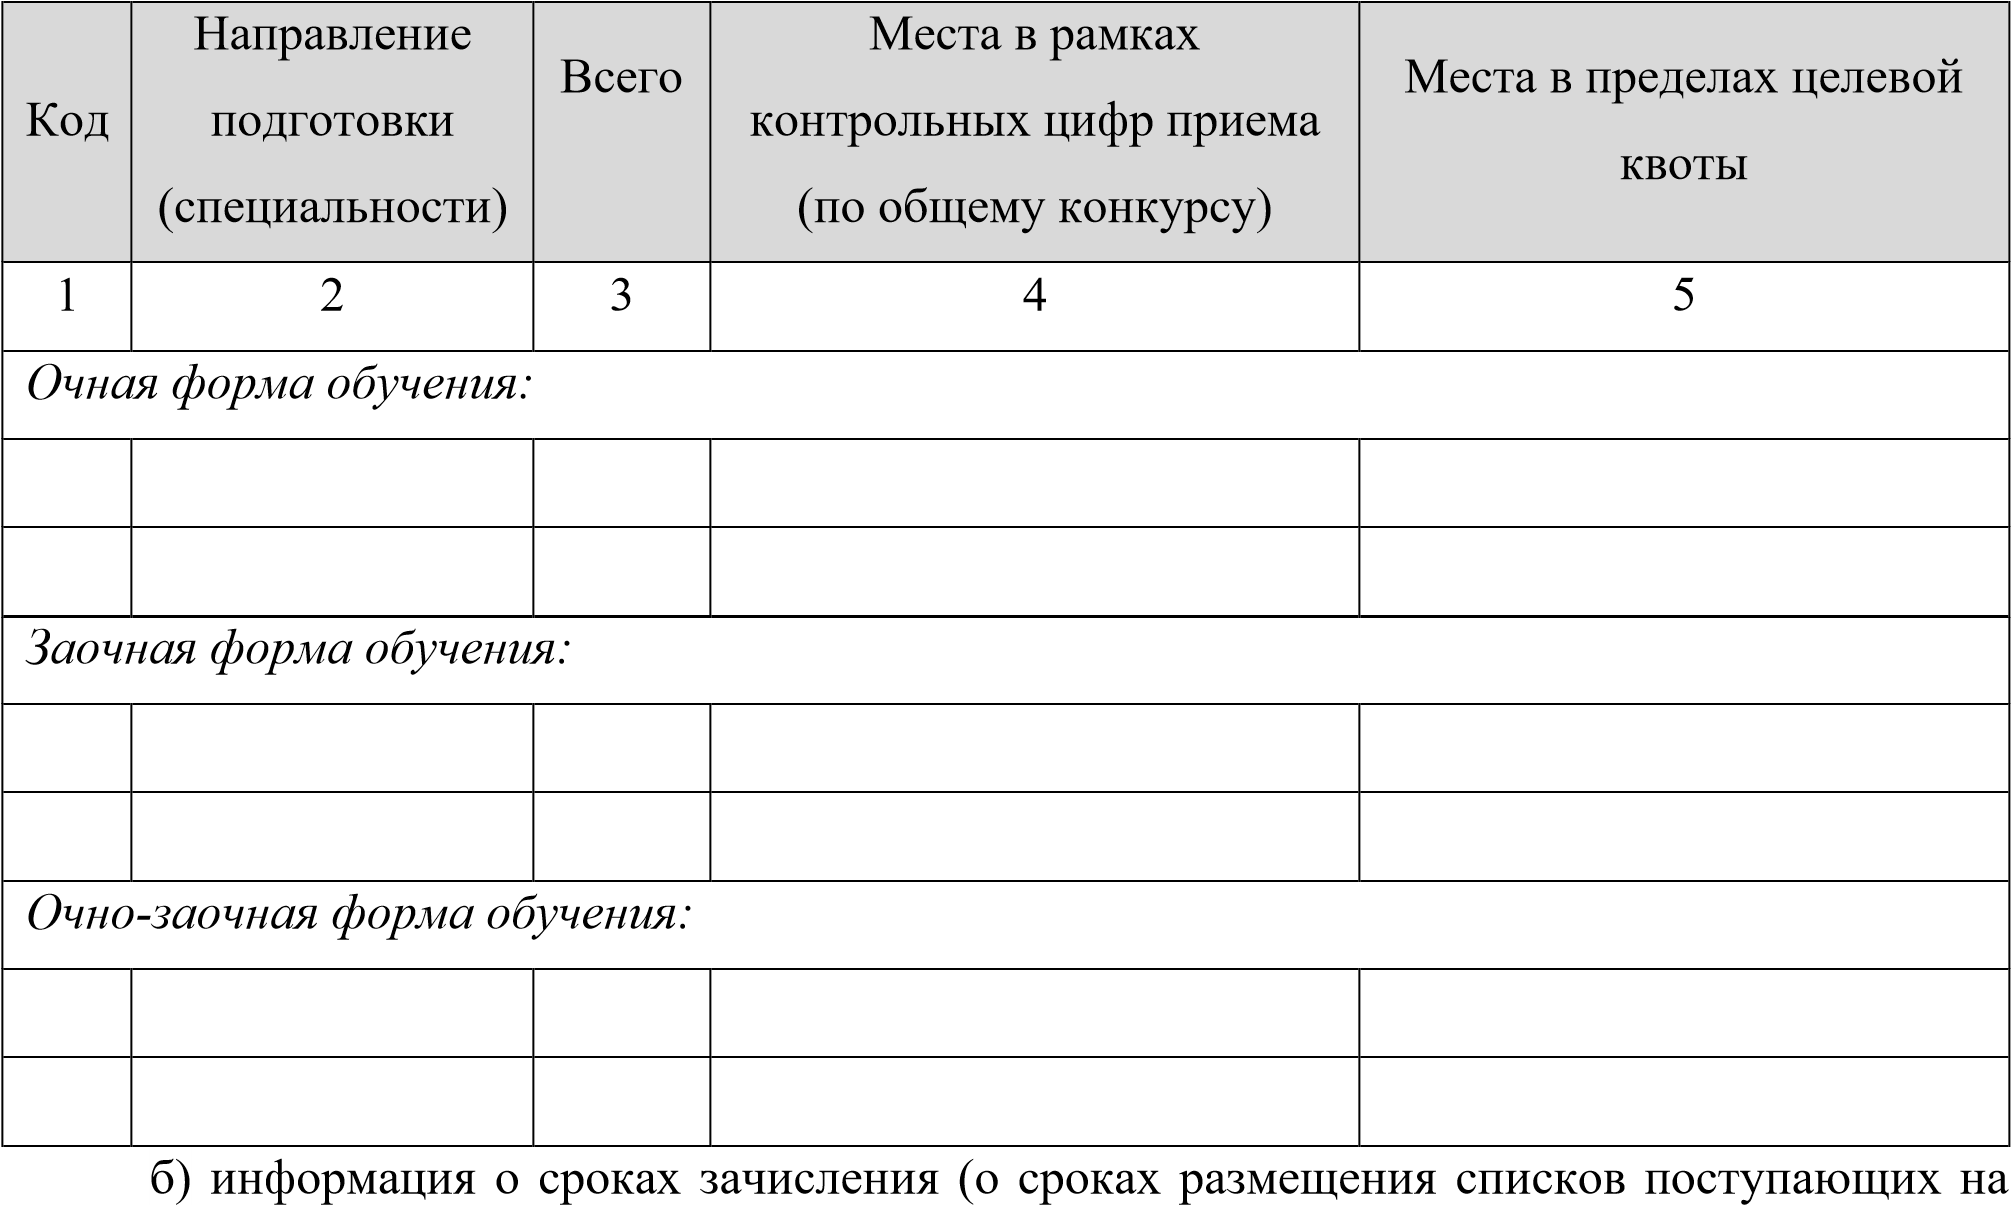 Код
Направление
подготовки
(специальности)
Всего
Места в рамках
контрольных цифр приема
(по общему конкурсу)
Места в пределах целевой
квоты
1 2 3 4 5
Очная форма обучения:
Заочная форма обучения:
Очно-заочная форма обучения:
б) информация о сроках зачисления (о сроках размещения списков поступающих на